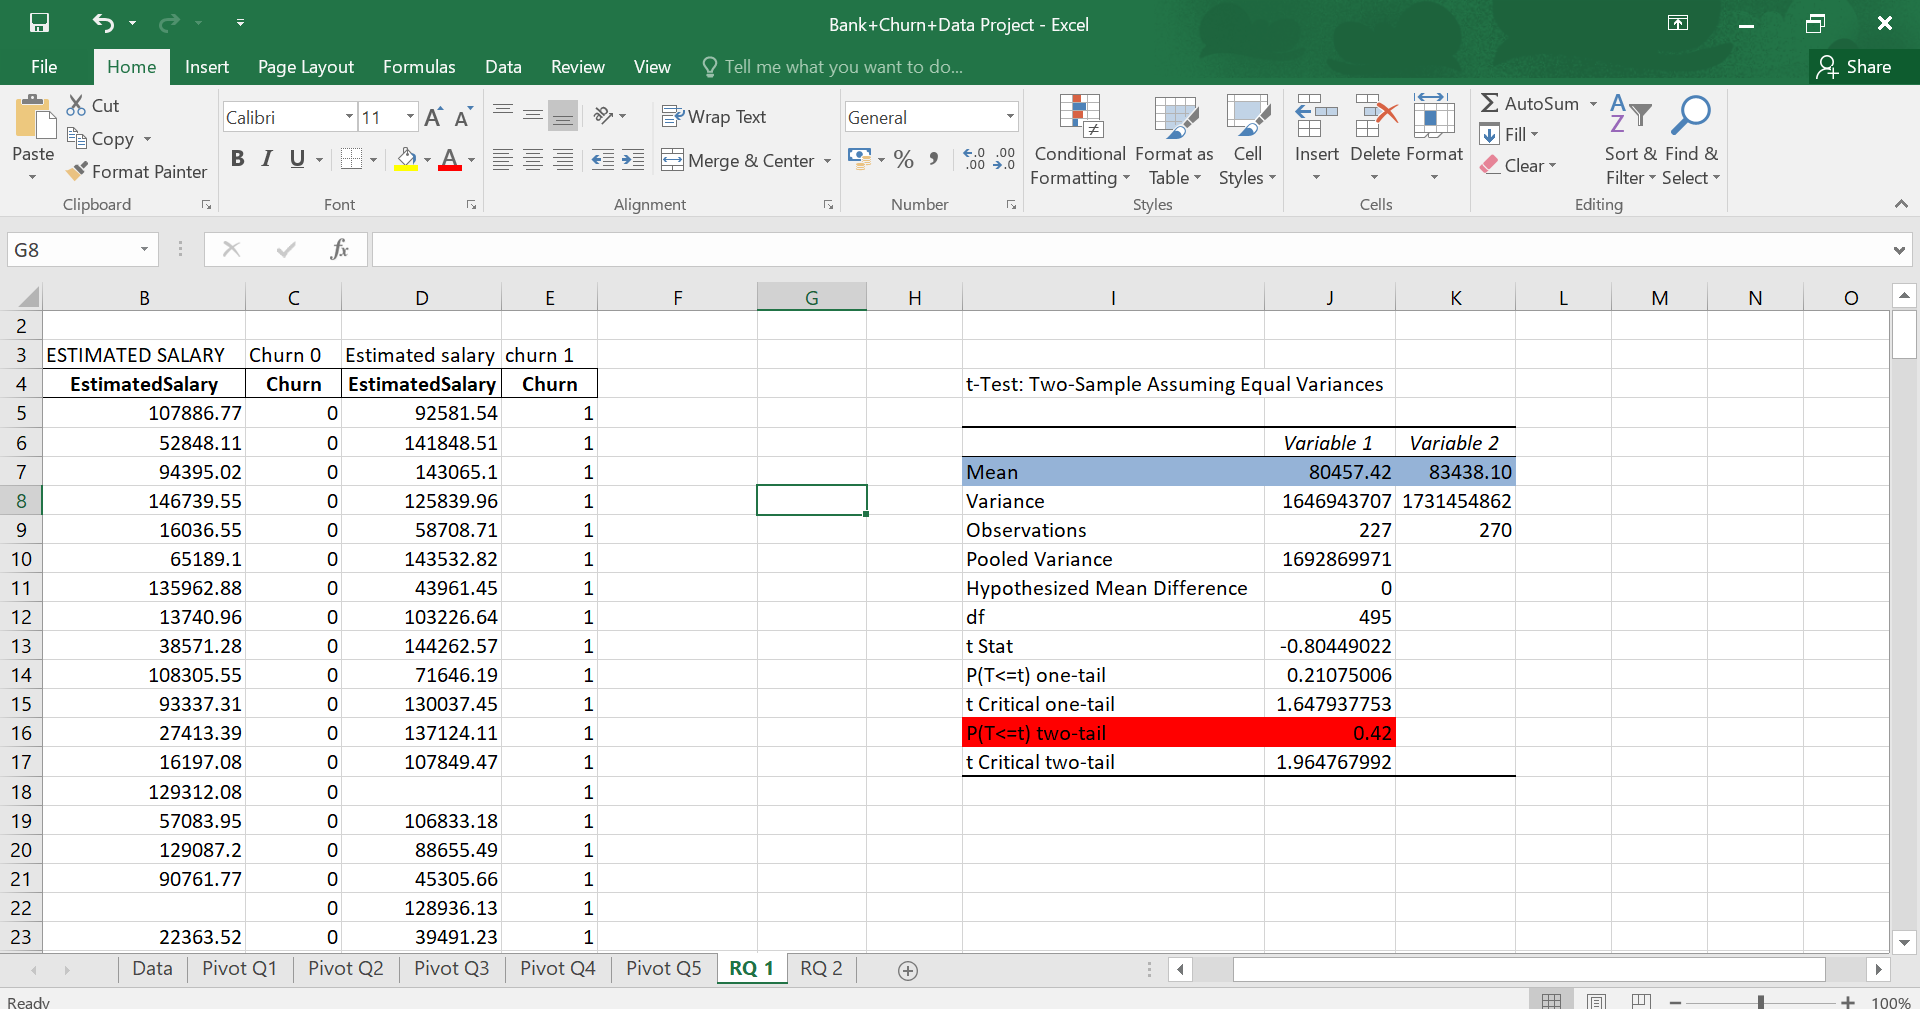 Bank+Churn+Data Project - Excel
File Home Insert Page Layout Formulas Data Review View Tell me what you want to do... Share
Paste Cut Copy Format Painter
Clipboard
Calibri 11 A A
B I U A
Font
Wrap Text
Merge & Center
Alignment
General
% , .0 .00 .00 .0
Number
Conditional Formatting Format as Table Cell Styles
Styles
Insert Delete Format
Cells
AutoSum
Fill
Clear
A Z Sort & Filter Find & Select
Editing
G8 fx
B C D E F G H I J K L M N O
2
3 ESTIMATED SALARY Churn 0 Estimated salary churn 1
4 EstimatedSalary Churn EstimatedSalary Churn t-Test: Two-Sample Assuming Equal Variances
5 107886.77 0 92581.54 1
6 52848.11 0 141848.51 1 Variable 1 Variable 2
7 94395.02 0 143065.1 1 Mean 80457.42 83438.10
8 146739.55 0 125839.96 1 Variance 1646943707 1731454862
9 16036.55 0 58708.71 1 Observations 227 270
10 65189.1 0 143532.82 1 Pooled Variance 1692869971
11 135962.88 0 43961.45 1 Hypothesized Mean Difference 0
12 13740.96 0 103226.64 1 df 495
13 38571.28 0 144262.57 1 t Stat -0.80449022
14 108305.55 0 71646.19 1 P(T<=t) one-tail 0.21075006
15 93337.31 0 130037.45 1 t Critical one-tail 1.647937753
16 27413.39 0 137124.11 1 P(T<=t) two-tail 0.42
17 16197.08 0 107849.47 1 t Critical two-tail 1.964767992
18 129312.08 0 1
19 57083.95 0 106833.18 1
20 129087.2 0 88655.49 1
21 90761.77 0 45305.66 1
22 0 128936.13 1
23 22363.52 0 39491.23 1
Data Pivot Q1 Pivot Q2 Pivot Q3 Pivot Q4 Pivot Q5 RQ 1 RQ 2
Ready 100%